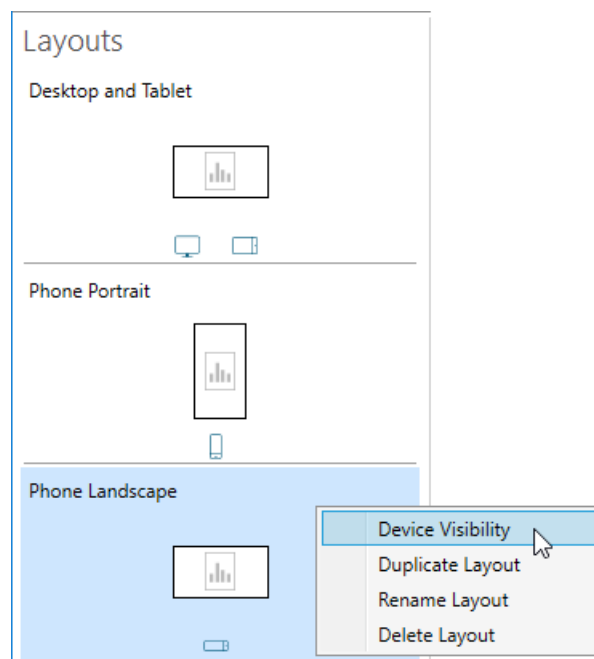 Layouts
Desktop and Tablet
Phone Portrait
Phone Landscape
Device Visibility
Duplicate Layout
Rename Layout
Delete Layout